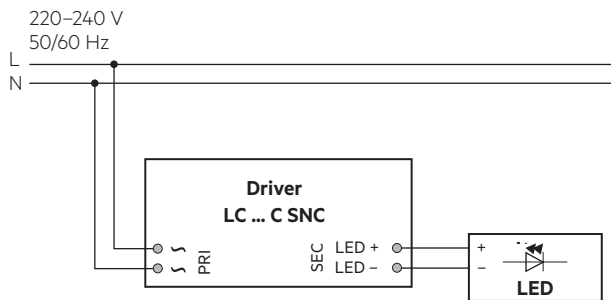 220–240 V
50/60 Hz
L
N
Driver
LC ... C SNC
~ PRI SEC LED + +
~ LED – –
LED